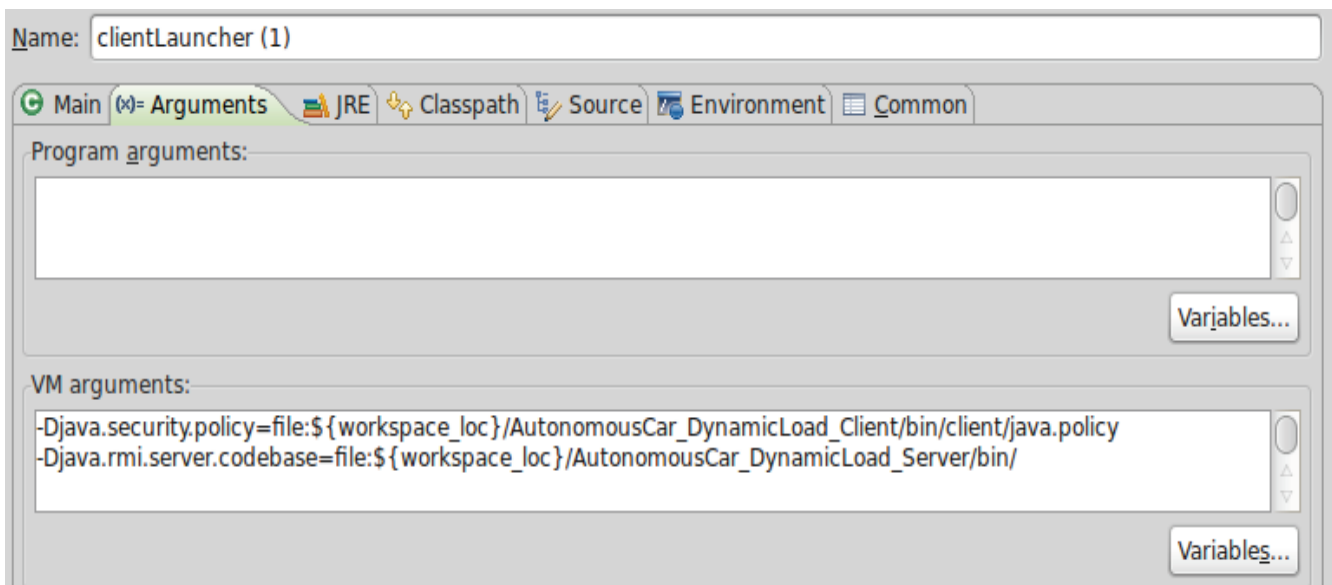 Name: clientLauncher (1)
Main (x)= Arguments JRE Classpath Source Environment Common
Program arguments:
Variables...
VM arguments:
-Djava.security.policy=file:${workspace_loc}/AutonomousCar_DynamicLoad_Client/bin/client/java.policy
-Djava.rmi.server.codebase=file:${workspace_loc}/AutonomousCar_DynamicLoad_Server/bin/
Variables...